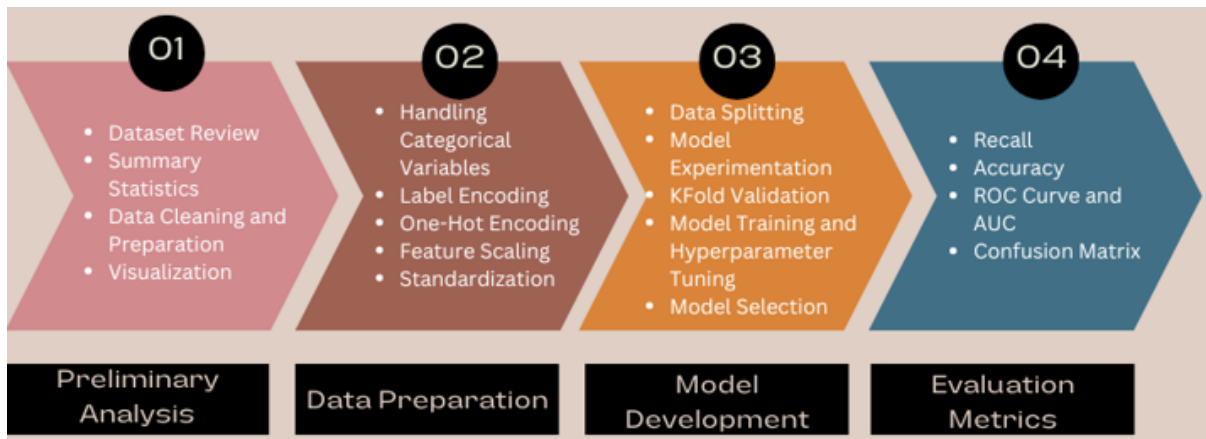 01
• Dataset Review
• Summary
Statistics
• Data Cleaning and
Preparation
• Visualization
Preliminary
Analysis
02
• Handling
Categorical
Variables
• Label Encoding
• One-Hot Encoding
• Feature Scaling
• Standardization
Data Preparation
03
• Data Splitting
• Model
Experimentation
• KFold Validation
• Model Training and
Hyperparameter
Tuning
• Model Selection
Model
Development
04
• Recall
• Accuracy
• ROC Curve and
AUC
• Confusion Matrix
Evaluation
Metrics